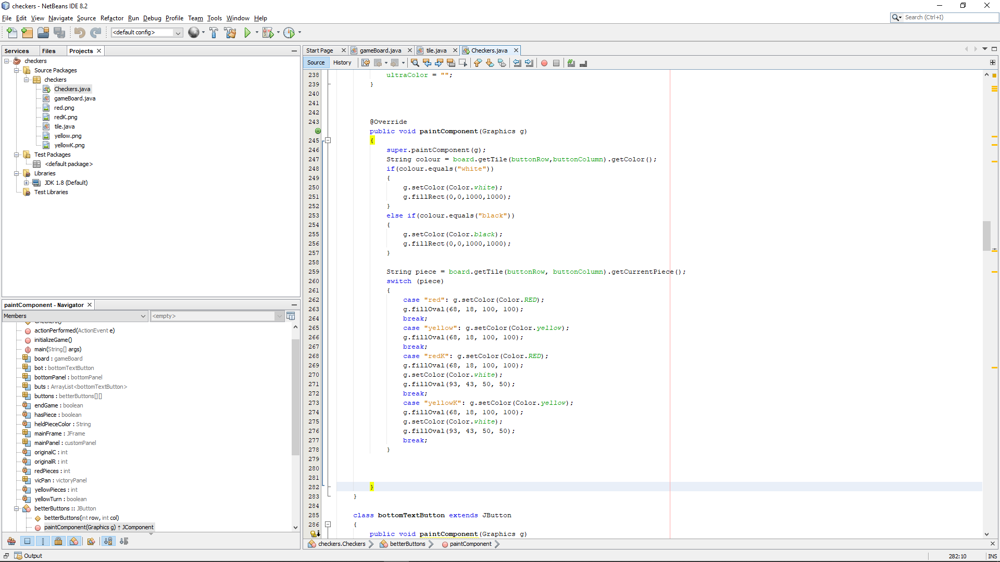 checkers - NetBeans IDE 8.2
File Edit View Navigate Source Refactor Run Debug Profile Team Tools Window Help
Search (Ctrl+I)
<default config>
Services Files Projects
checkers
Source Packages
checkers
Checkers.java
gameBoard.java
red.png
redK.png
tile.java
yellow.png
yellowK.png
Test Packages
<default package>
Libraries
JDK 1.8 (Default)
Test Libraries
paintComponent - Navigator
Members <empty>
Checkers()
actionPerformed(ActionEvent e)
initializeGame()
main(String[] args)
board : gameBoard
bot : bottomTextButton
bottomPanel : bottomPanel
buts : ArrayList<bottomTextButton>
buttons : betterButtons[][]
endGame : boolean
hasPiece : boolean
heldPieceColor : String
mainFrame : JFrame
mainPanel : customPanel
originalC : int
originalR : int
redPieces : int
vicPan : victoryPanel
yellowPieces : int
yellowTurn : boolean
betterButtons :: JButton
betterButtons(int row, int col)
paintComponent(Graphics g) ↑ JComponent
Start Page gameBoard.java tile.java Checkers.java
Source History
238 ultraColor = "";
239 }
240
241
242
243 @Override
public void paintComponent(Graphics g)
245 {
246 super.paintComponent(g);
247 String colour = board.getTile(buttonRow,buttonColumn).getColor();
248 if(colour.equals("white"))
249 {
250 g.setColor(Color.white);
251 g.fillRect(0,0,1000,1000);
252 }
253 else if(colour.equals("black"))
254 {
255 g.setColor(Color.black);
256 g.fillRect(0,0,1000,1000);
257 }
258
259 String piece = board.getTile(buttonRow, buttonColumn).getCurrentPiece();
260 switch (piece)
261 {
262 case "red": g.setColor(Color.RED);
263 g.fillOval(68, 18, 100, 100);
264 break;
265 case "yellow": g.setColor(Color.yellow);
266 g.fillOval(68, 18, 100, 100);
267 break;
268 case "redK": g.setColor(Color.RED);
269 g.fillOval(68, 18, 100, 100);
270 g.setColor(Color.white);
271 g.fillOval(93, 43, 50, 50);
272 break;
273 case "yellowK": g.setColor(Color.yellow);
274 g.fillOval(68, 18, 100, 100);
275 g.setColor(Color.white);
276 g.fillOval(93, 43, 50, 50);
277 break;
278 }
279
280
281
282 }
283 }
284
285 class bottomTextButton extends JButton
286 {
public void paintComponent(Graphics g)
checkers.Checkers betterButtons paintComponent
Output
282:10 INS